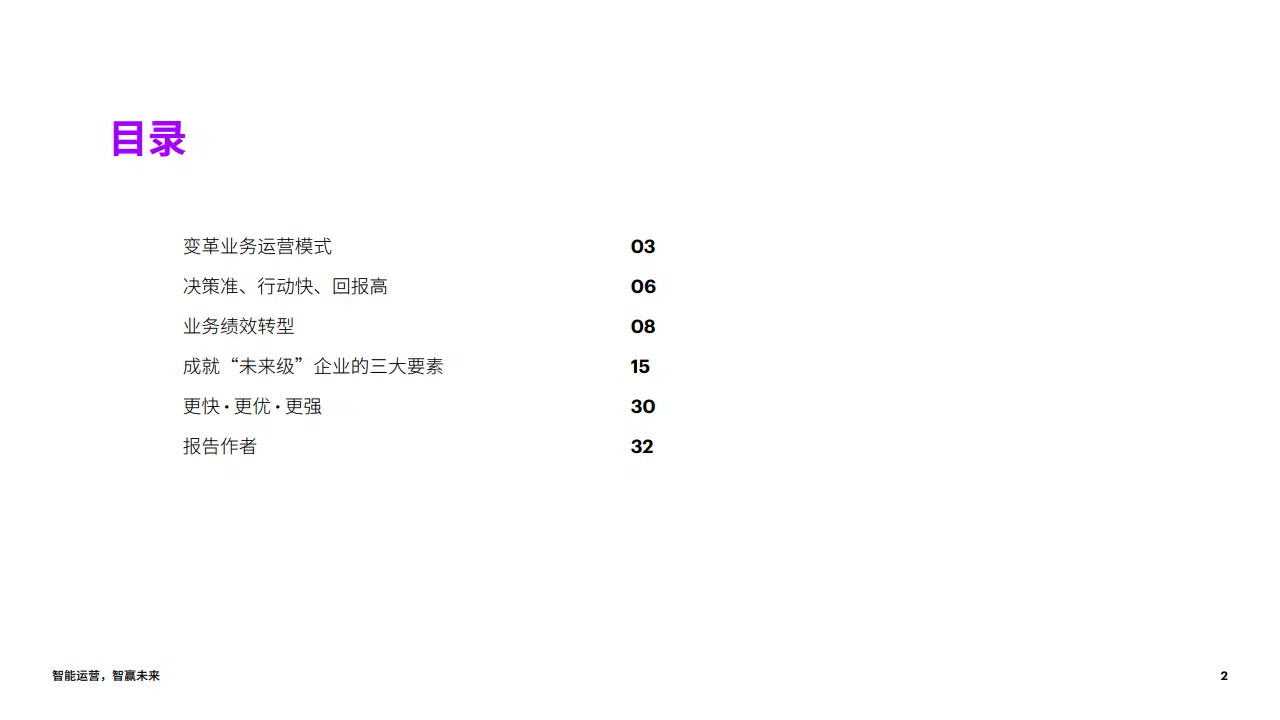 目录
变革业务运营模式 03
决策准、行动快、回报高 06
业务绩效转型 08
成就“未来级”企业的三大要素 15
更快·更优·更强 30
报告作者 32
智能运营，智赢未来 2